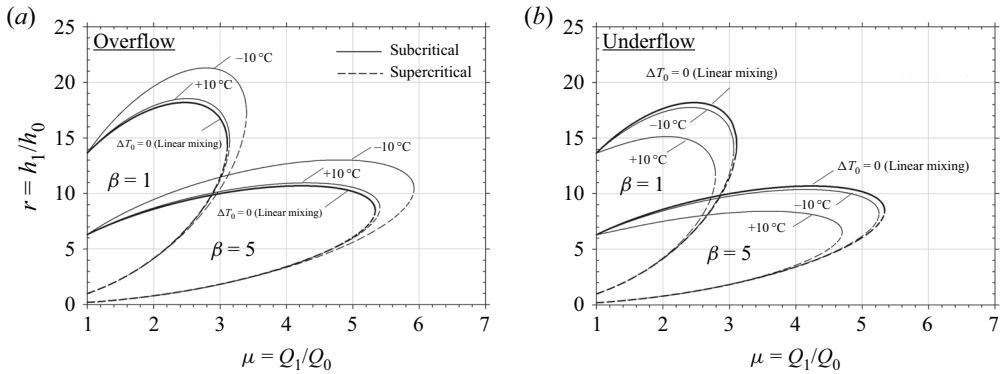 (a)
25
Overflow
Subcritical
Supercritical
–10 °C
20
+10 °C
15
ΔT0 = 0 (Linear mixing)
–10 °C
r = h1/h0
+10 °C
10
β = 1
ΔT0 = 0 (Linear mixing)
5
β = 5
0
1 2 3 4 5 6 7
μ = Q1/Q0
(b)
25
Underflow
ΔT0 = 0 (Linear mixing)
20
–10 °C
15
+10 °C
ΔT0 = 0 (Linear mixing)
10
β = 1
–10 °C
+10 °C
5
β = 5
0
1 2 3 4 5 6 7
μ = Q1/Q0